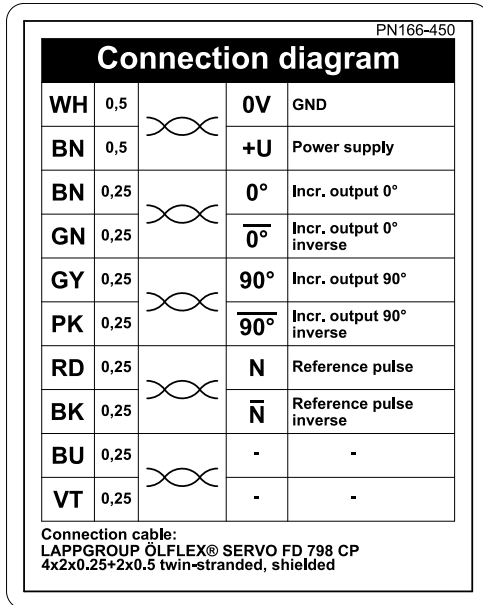 PN166-450
Connection diagram
WH 0,5 0V GND
BN 0,5 +U Power supply
BN 0,25 0° Incr. output 0°
GN 0,25 0̅°̅ Incr. output 0°
inverse
GY 0,25 90° Incr. output 90°
PK 0,25 9̅0̅°̅ Incr. output 90°
inverse
RD 0,25 N Reference pulse
BK 0,25 N̅ Reference pulse
inverse
BU 0,25 - -
VT 0,25 - -
Connection cable:
LAPPGROUP ÖLFLEX® SERVO FD 798 CP
4x2x0.25+2x0.5 twin-stranded, shielded